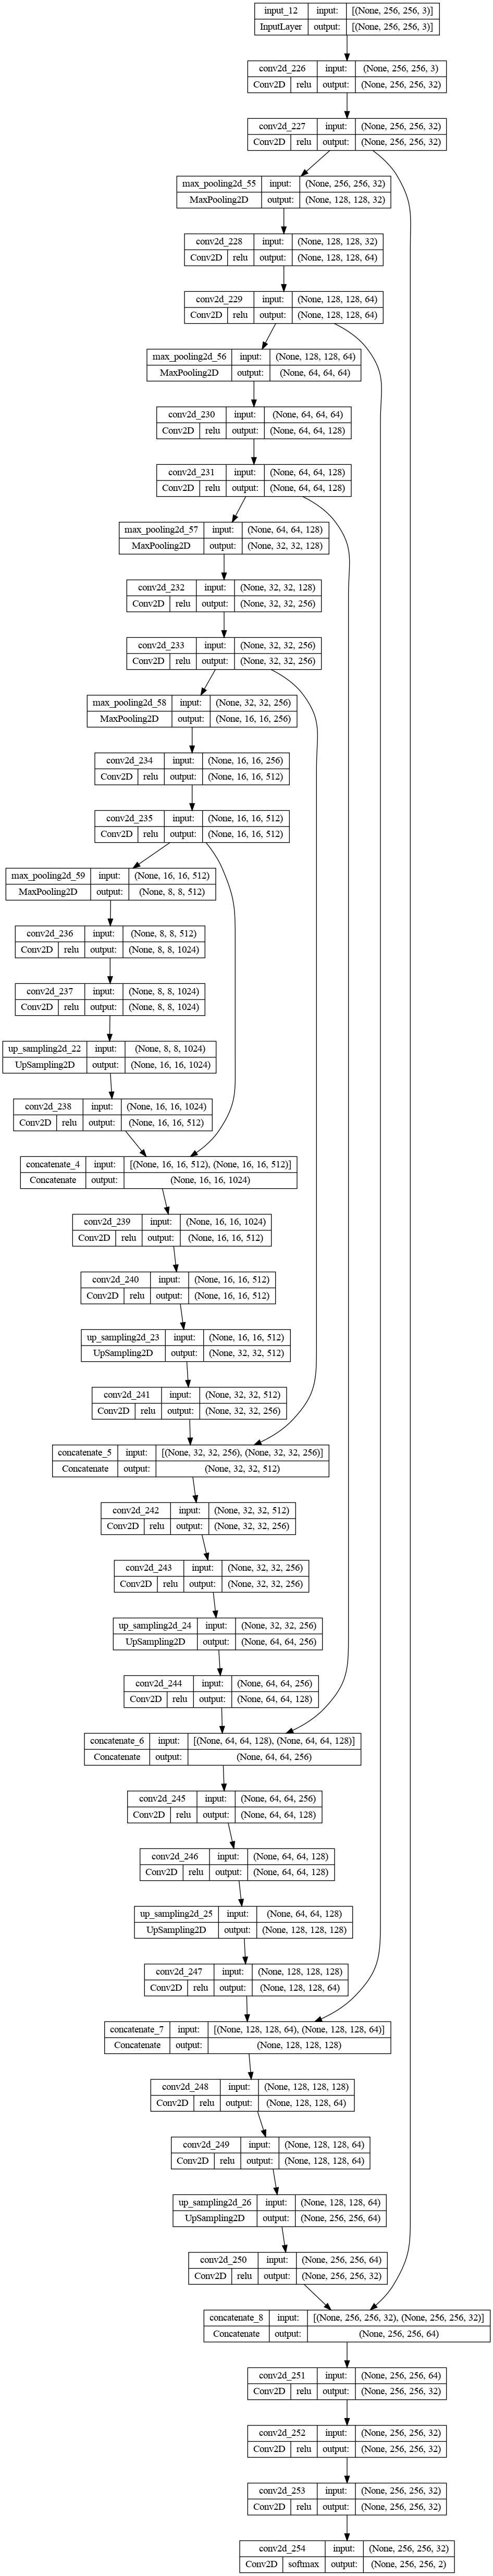 input_12 input: [(None, 256, 256, 3)]
InputLayer output: [(None, 256, 256, 3)]
conv2d_226 input: (None, 256, 256, 3)
Conv2D relu output: (None, 256, 256, 32)
conv2d_227 input: (None, 256, 256, 32)
Conv2D relu output: (None, 256, 256, 32)
max_pooling2d_55 input: (None, 256, 256, 32)
MaxPooling2D output: (None, 128, 128, 32)
conv2d_228 input: (None, 128, 128, 32)
Conv2D relu output: (None, 128, 128, 64)
conv2d_229 input: (None, 128, 128, 64)
Conv2D relu output: (None, 128, 128, 64)
max_pooling2d_56 input: (None, 128, 128, 64)
MaxPooling2D output: (None, 64, 64, 64)
conv2d_230 input: (None, 64, 64, 64)
Conv2D relu output: (None, 64, 64, 128)
conv2d_231 input: (None, 64, 64, 128)
Conv2D relu output: (None, 64, 64, 128)
max_pooling2d_57 input: (None, 64, 64, 128)
MaxPooling2D output: (None, 32, 32, 128)
conv2d_232 input: (None, 32, 32, 128)
Conv2D relu output: (None, 32, 32, 256)
conv2d_233 input: (None, 32, 32, 256)
Conv2D relu output: (None, 32, 32, 256)
max_pooling2d_58 input: (None, 32, 32, 256)
MaxPooling2D output: (None, 16, 16, 256)
conv2d_234 input: (None, 16, 16, 256)
Conv2D relu output: (None, 16, 16, 512)
conv2d_235 input: (None, 16, 16, 512)
Conv2D relu output: (None, 16, 16, 512)
max_pooling2d_59 input: (None, 16, 16, 512)
MaxPooling2D output: (None, 8, 8, 512)
conv2d_236 input: (None, 8, 8, 512)
Conv2D relu output: (None, 8, 8, 1024)
conv2d_237 input: (None, 8, 8, 1024)
Conv2D relu output: (None, 8, 8, 1024)
up_sampling2d_22 input: (None, 8, 8, 1024)
UpSampling2D output: (None, 16, 16, 1024)
conv2d_238 input: (None, 16, 16, 1024)
Conv2D relu output: (None, 16, 16, 512)
concatenate_4 input: [(None, 16, 16, 512), (None, 16, 16, 512)]
Concatenate output: (None, 16, 16, 1024)
conv2d_239 input: (None, 16, 16, 1024)
Conv2D relu output: (None, 16, 16, 512)
conv2d_240 input: (None, 16, 16, 512)
Conv2D relu output: (None, 16, 16, 512)
up_sampling2d_23 input: (None, 16, 16, 512)
UpSampling2D output: (None, 32, 32, 512)
conv2d_241 input: (None, 32, 32, 512)
Conv2D relu output: (None, 32, 32, 256)
concatenate_5 input: [(None, 32, 32, 256), (None, 32, 32, 256)]
Concatenate output: (None, 32, 32, 512)
conv2d_242 input: (None, 32, 32, 512)
Conv2D relu output: (None, 32, 32, 256)
conv2d_243 input: (None, 32, 32, 256)
Conv2D relu output: (None, 32, 32, 256)
up_sampling2d_24 input: (None, 32, 32, 256)
UpSampling2D output: (None, 64, 64, 256)
conv2d_244 input: (None, 64, 64, 256)
Conv2D relu output: (None, 64, 64, 128)
concatenate_6 input: [(None, 64, 64, 128), (None, 64, 64, 128)]
Concatenate output: (None, 64, 64, 256)
conv2d_245 input: (None, 64, 64, 256)
Conv2D relu output: (None, 64, 64, 128)
conv2d_246 input: (None, 64, 64, 128)
Conv2D relu output: (None, 64, 64, 128)
up_sampling2d_25 input: (None, 64, 64, 128)
UpSampling2D output: (None, 128, 128, 128)
conv2d_247 input: (None, 128, 128, 128)
Conv2D relu output: (None, 128, 128, 64)
concatenate_7 input: [(None, 128, 128, 64), (None, 128, 128, 64)]
Concatenate output: (None, 128, 128, 128)
conv2d_248 input: (None, 128, 128, 128)
Conv2D relu output: (None, 128, 128, 64)
conv2d_249 input: (None, 128, 128, 64)
Conv2D relu output: (None, 128, 128, 64)
up_sampling2d_26 input: (None, 128, 128, 64)
UpSampling2D output: (None, 256, 256, 64)
conv2d_250 input: (None, 256, 256, 64)
Conv2D relu output: (None, 256, 256, 32)
concatenate_8 input: [(None, 256, 256, 32), (None, 256, 256, 32)]
Concatenate output: (None, 256, 256, 64)
conv2d_251 input: (None, 256, 256, 64)
Conv2D relu output: (None, 256, 256, 32)
conv2d_252 input: (None, 256, 256, 32)
Conv2D relu output: (None, 256, 256, 32)
conv2d_253 input: (None, 256, 256, 32)
Conv2D relu output: (None, 256, 256, 32)
conv2d_254 input: (None, 256, 256, 32)
Conv2D softmax output: (None, 256, 256, 2)